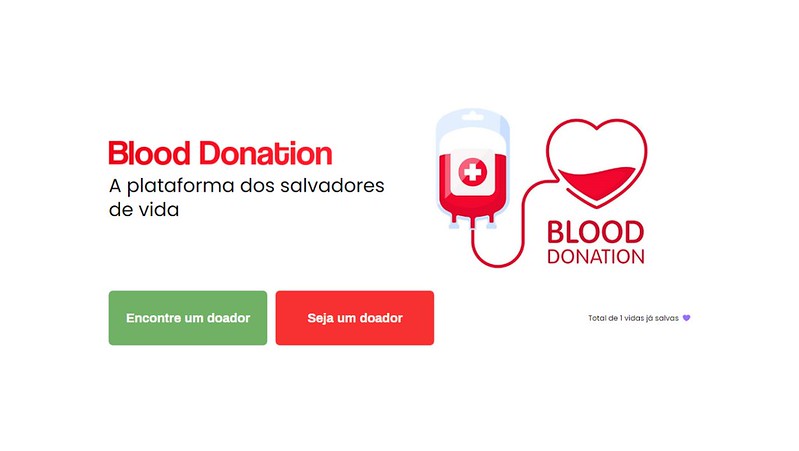 Blood Donation
A plataforma dos salvadores
de vida
BLOOD
DONATION
Encontre um doador
Seja um doador
Total de 1 vidas já salvas